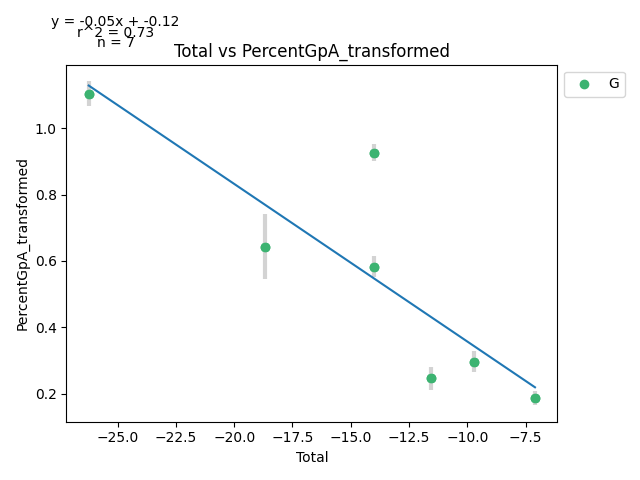 y = -0.05x + -0.12
r^2 = 0.73
n = 7
Total vs PercentGpA_transformed
G
PercentGpA_transformed
1.0
0.8
0.6
0.4
0.2
−25.0 −22.5 −20.0 −17.5 −15.0 −12.5 −10.0 −7.5
Total